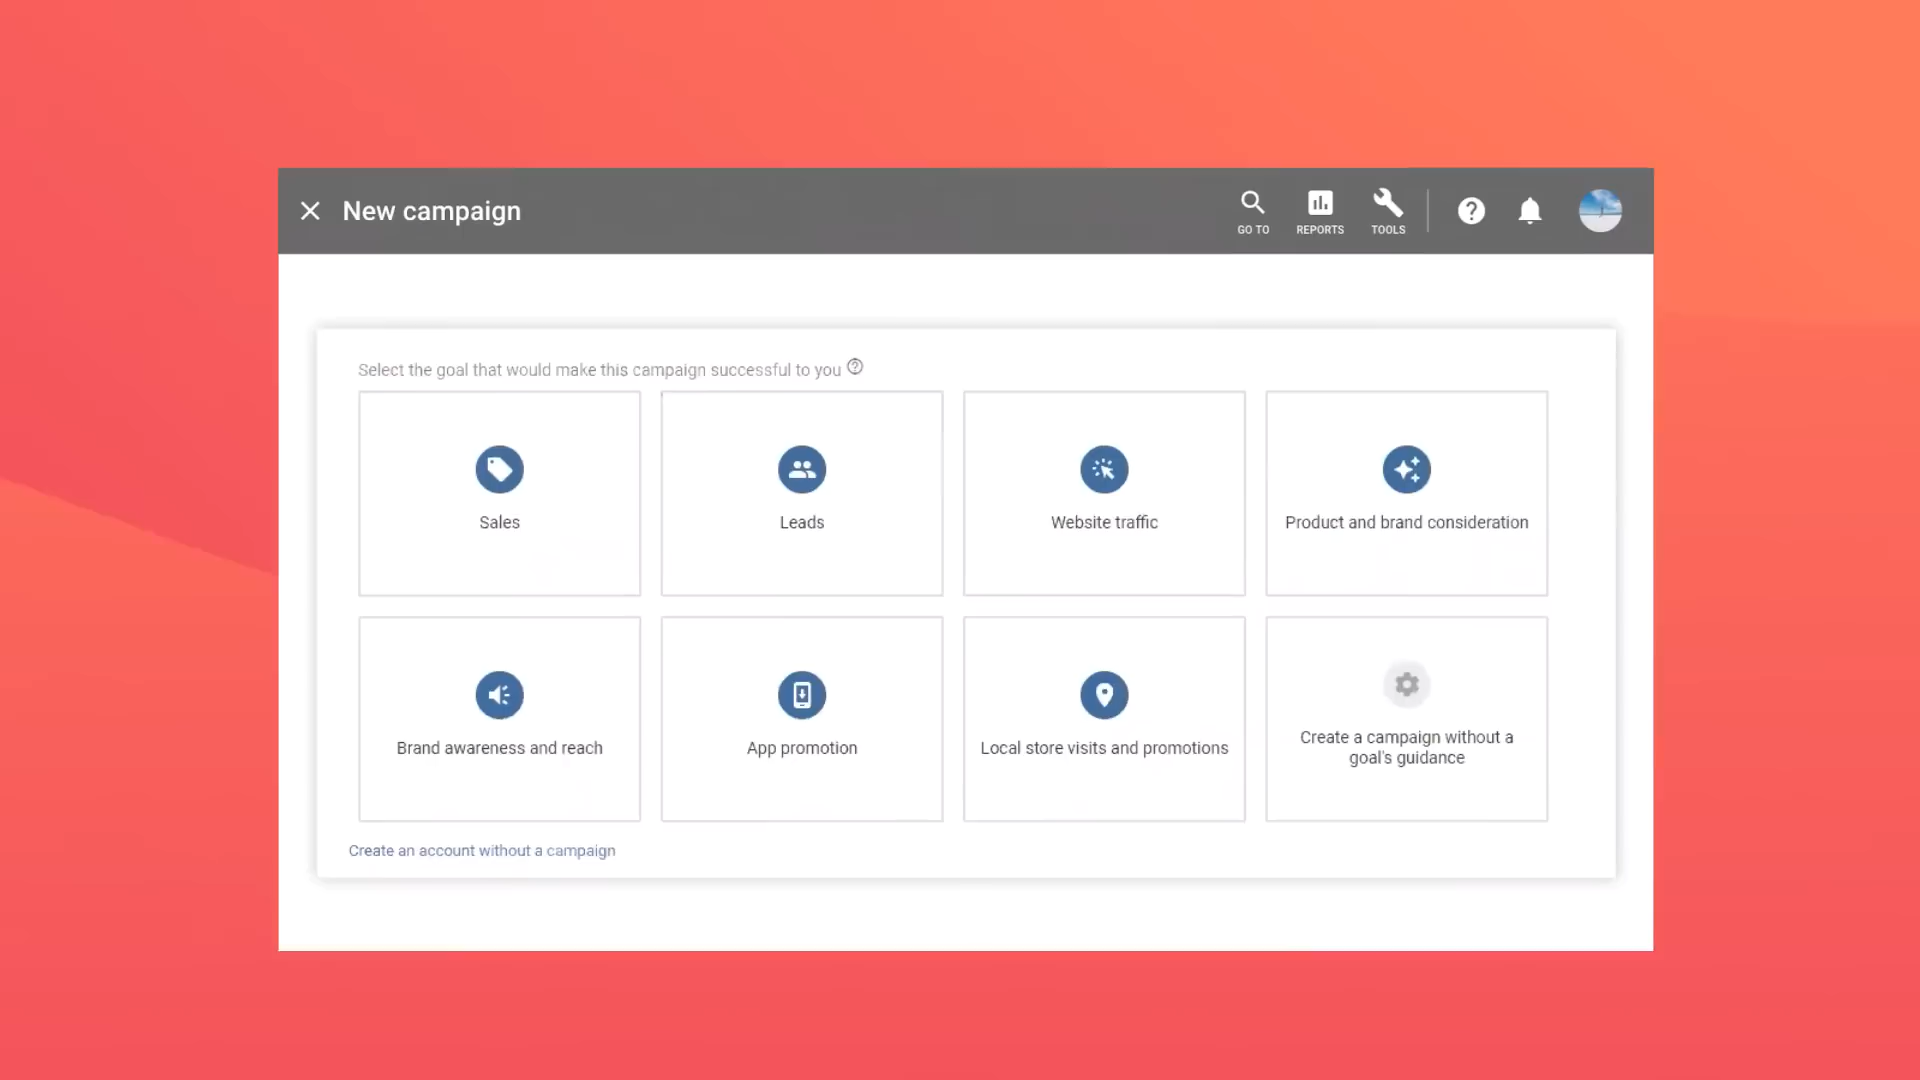 New campaign
GO TO
REPORTS
TOOLS
Select the goal that would make this campaign successful to you
Sales
Leads
Website traffic
Product and brand consideration
Brand awareness and reach
App promotion
Local store visits and promotions
Create a campaign without a
goal's guidance
Create an account without a campaign